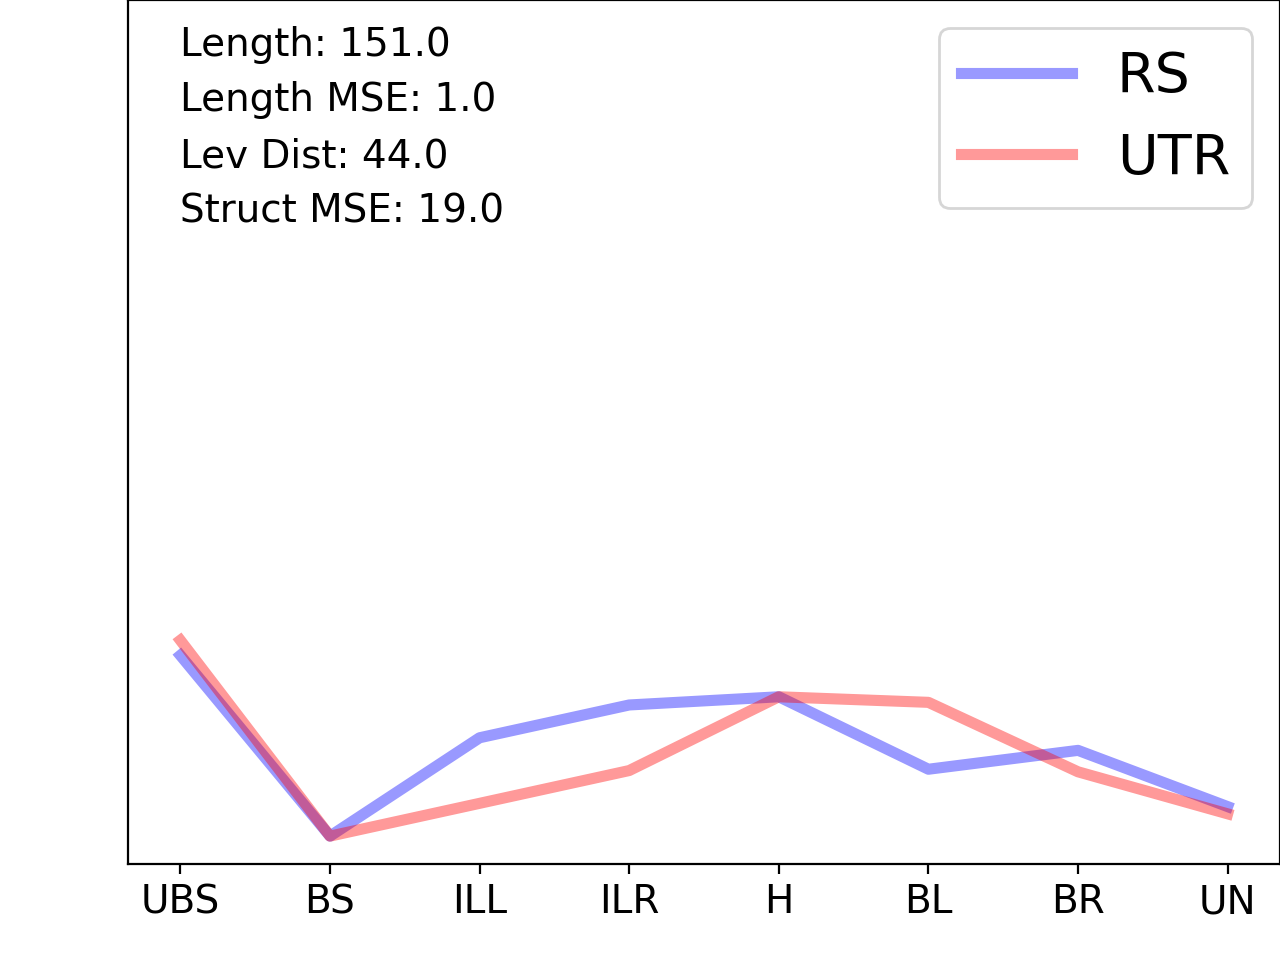 Length: 151.0
Length MSE: 1.0
Lev Dist: 44.0
Struct MSE: 19.0
RS
UTR
UBS BS ILL ILR H BL BR UN